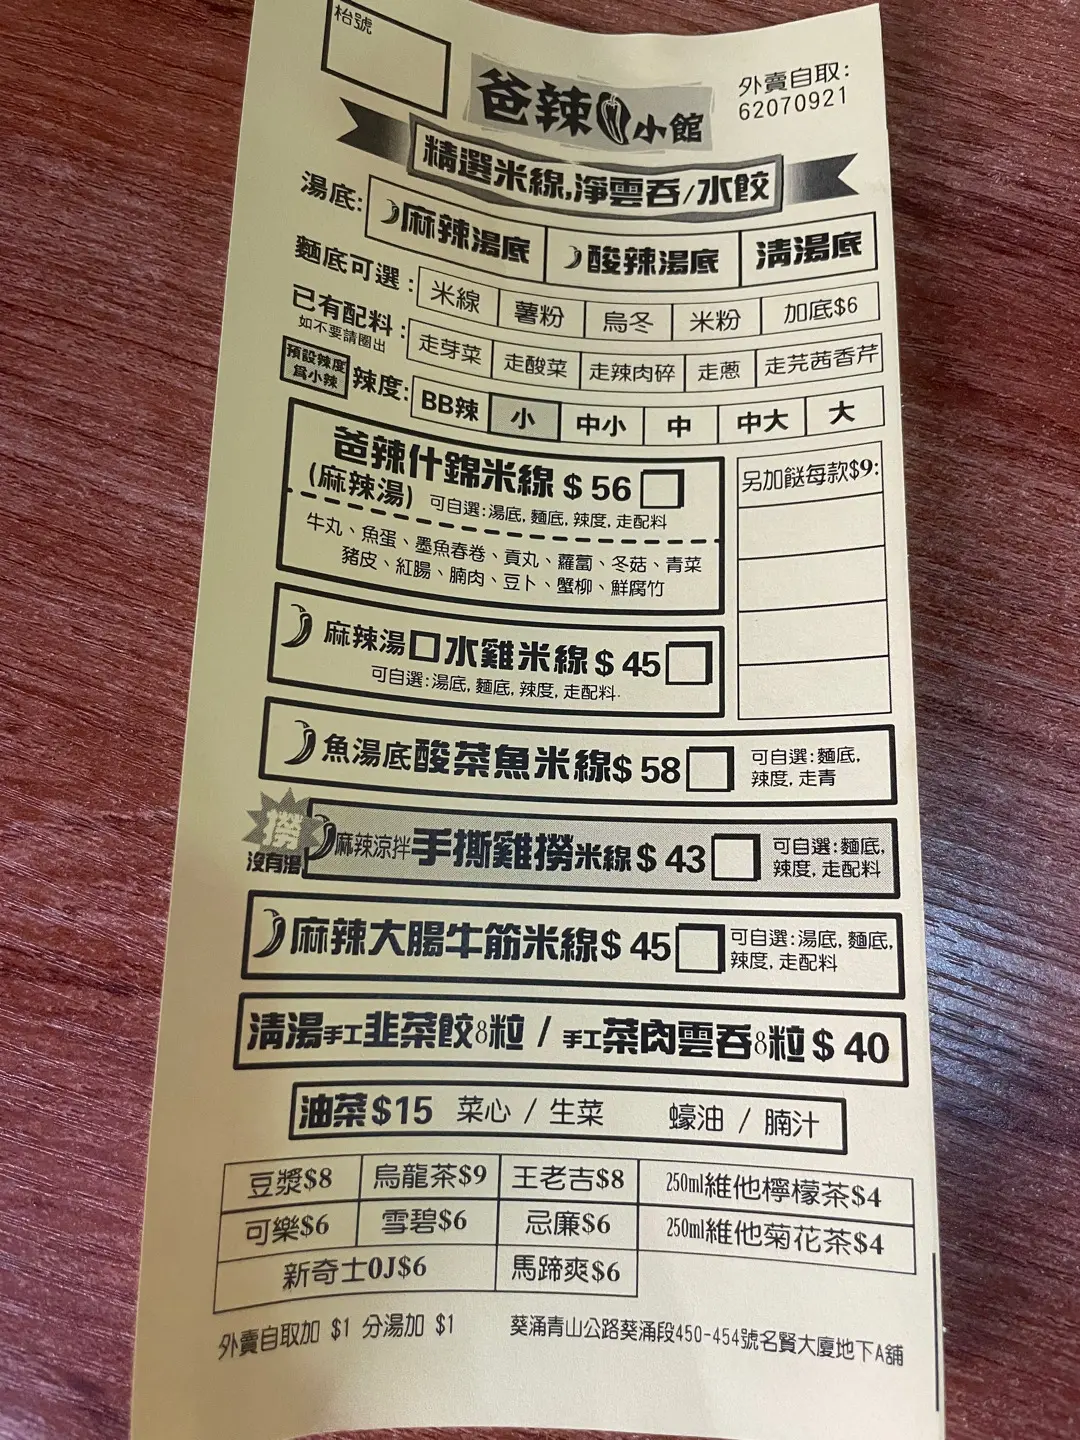 枱號
爸辣小館
外賣自取:
62070921
精選米線,淨雲吞/水餃
湯底: 麻辣湯底 酸辣湯底 清湯底
麵底可選: 米線 薯粉 烏冬 米粉 加底$6
已有配料: 走芽菜 走酸菜 走辣肉碎 走蔥 走芫茜香芹
如不要請圈出
預設辣度
為小辣
辣度: BB辣 小 中小 中 中大 大
爸辣什錦米線 $56
(麻辣湯) 可自選:湯底,麵底,辣度,走配料
牛丸、魚蛋、墨魚春卷、貢丸、蘿蔔、冬菇、青菜
豬皮、紅腸、腩肉、豆卜、蟹柳、鮮腐竹
另加餸每款$9:
麻辣湯口水雞米線 $45
可自選:湯底,麵底,辣度,走配料.
魚湯底酸菜魚米線$58
可自選:麵底,
辣度,走青
撈
沒有湯
麻辣涼拌手撕雞撈米線 $43
可自選:麵底,
辣度,走配料
麻辣大腸牛筋米線$45
可自選:湯底,麵底,
辣度,走配料
清湯手工韭菜餃8粒 / 手工菜肉雲吞8粒 $40
油菜$15 菜心 / 生菜 蠔油 / 腩汁
豆漿$8 烏龍茶$9 王老吉$8 250ml維他檸檬茶$4
可樂$6 雪碧$6 忌廉$6 250ml維他菊花茶$4
新奇士OJ$6 馬蹄爽$6
外賣自取加 $1 分湯加 $1 葵涌青山公路葵涌段450-454號名賢大廈地下A舖